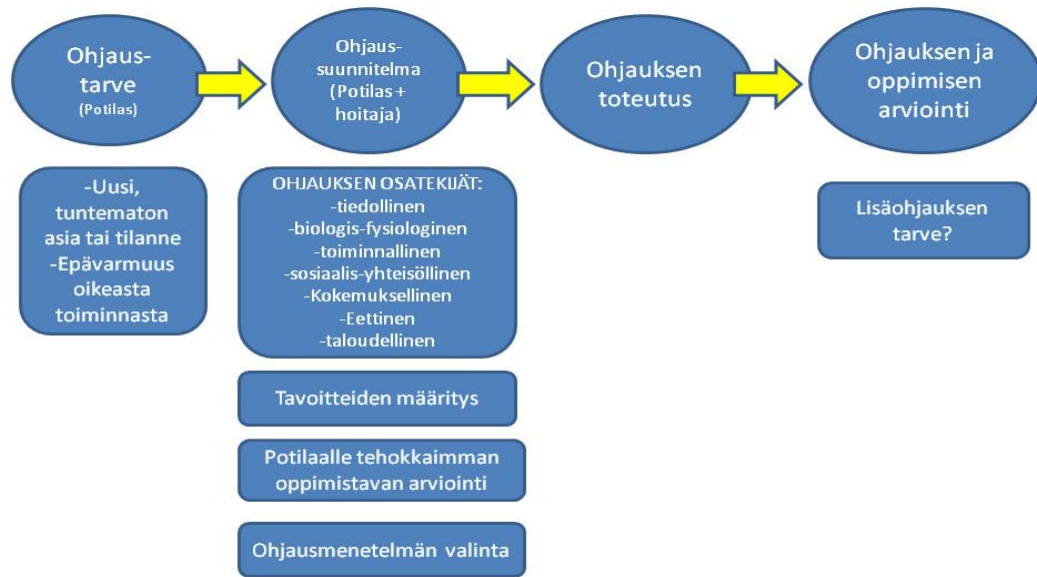 Ohjaus-
tarve
(Potilas)
Ohjaus-
suunnitelma
(Potilas +
hoitaja)
Ohjauksen
toteutus
Ohjauksen ja
oppimisen
arviointi
-Uusi,
tuntematon
asia tai tilanne
-Epävarmuus
oikeasta
toiminnasta
OHJAUKSEN OSATEKIJÄT:
-tiedollinen
-biologis-fysiologinen
-toiminnallinen
-sosiaalis-yhteisöllinen
-Kokemuksellinen
-Eettinen
-taloudellinen
Lisäohjauksen
tarve?
Tavoitteiden määritys
Potilaalle tehokkaimman
oppimistavan arviointi
Ohjausmenetelmän valinta